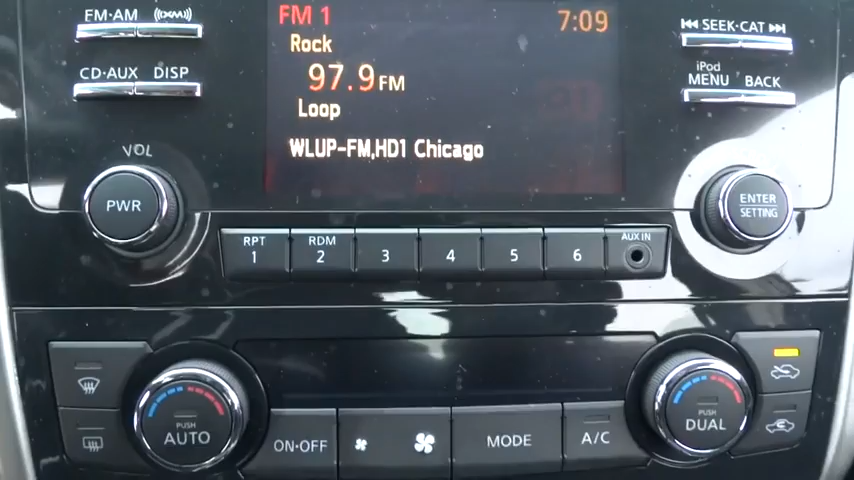 FM·AM
FM 1
7:09
SEEK·CAT
Rock
CD·AUX DISP
97.9 FM
iPod
MENU BACK
Loop
VOL
WLUP-FM,HD1 Chicago
PWR
ENTER
SETTING
RPT
1
RDM
2
3
4
5
6
AUX IN
PUSH
AUTO
ON·OFF
MODE
A/C
PUSH
DUAL